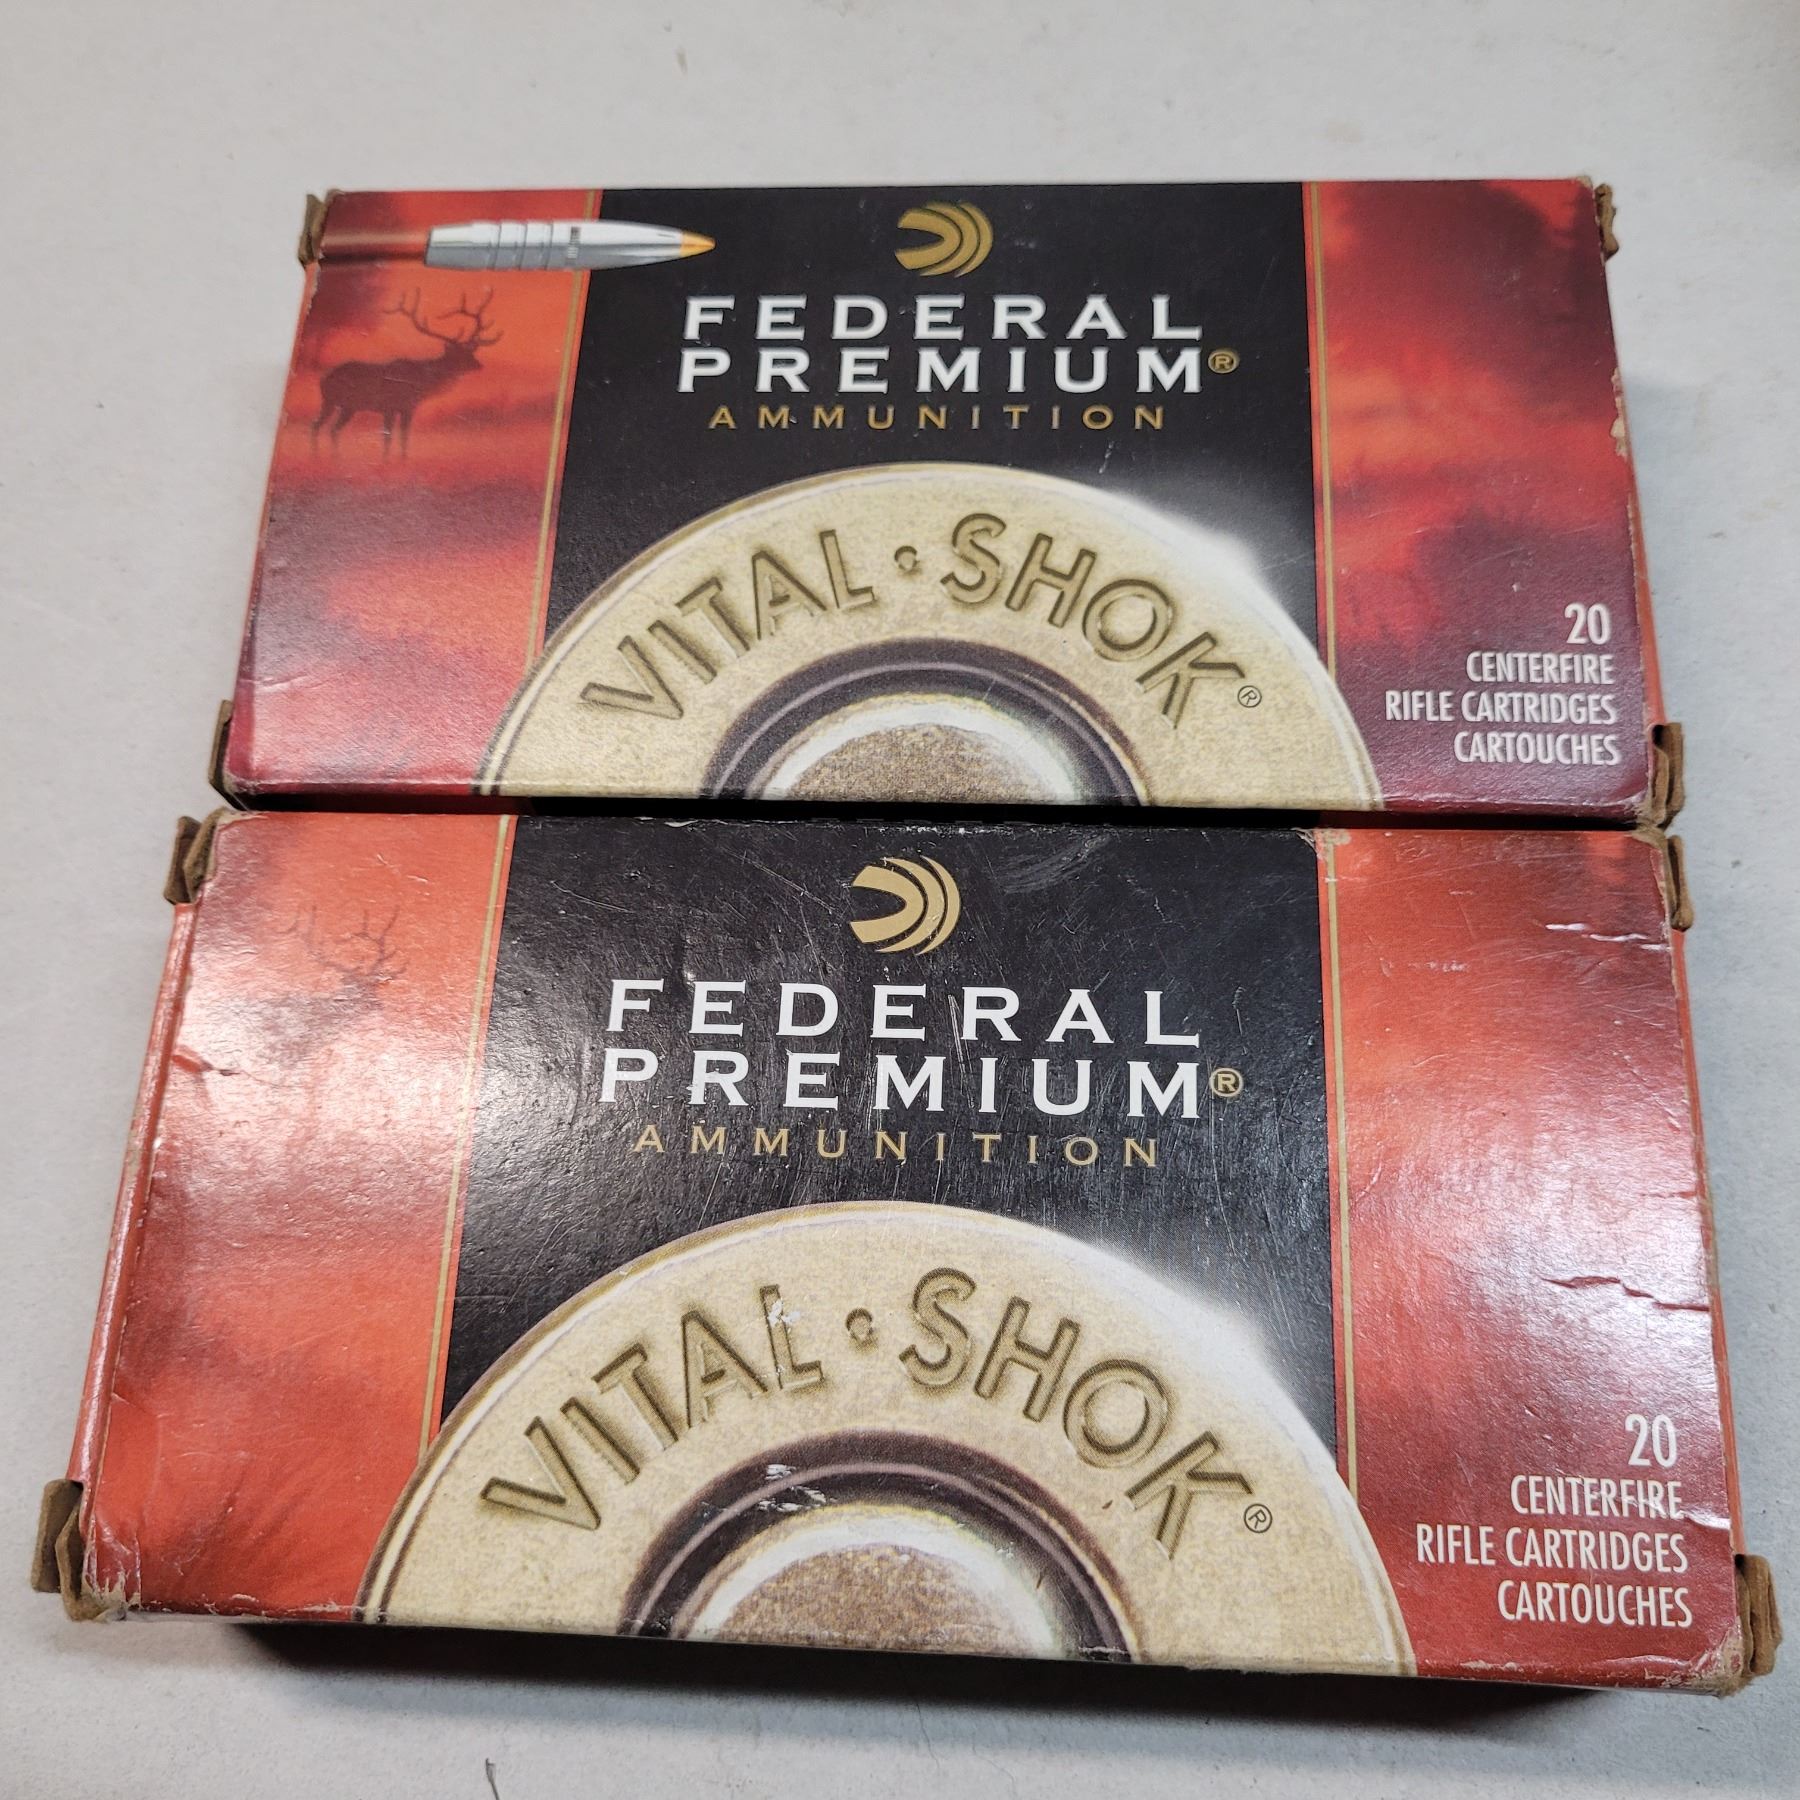 FEDERAL
PREMIUM®
AMMUNITION
VITAL·SHOK®
20
CENTERFIRE
RIFLE CARTRIDGES
CARTOUCHES
FEDERAL
PREMIUM®
AMMUNITION
VITAL·SHOK®
20
CENTERFIRE
RIFLE CARTRIDGES
CARTOUCHES